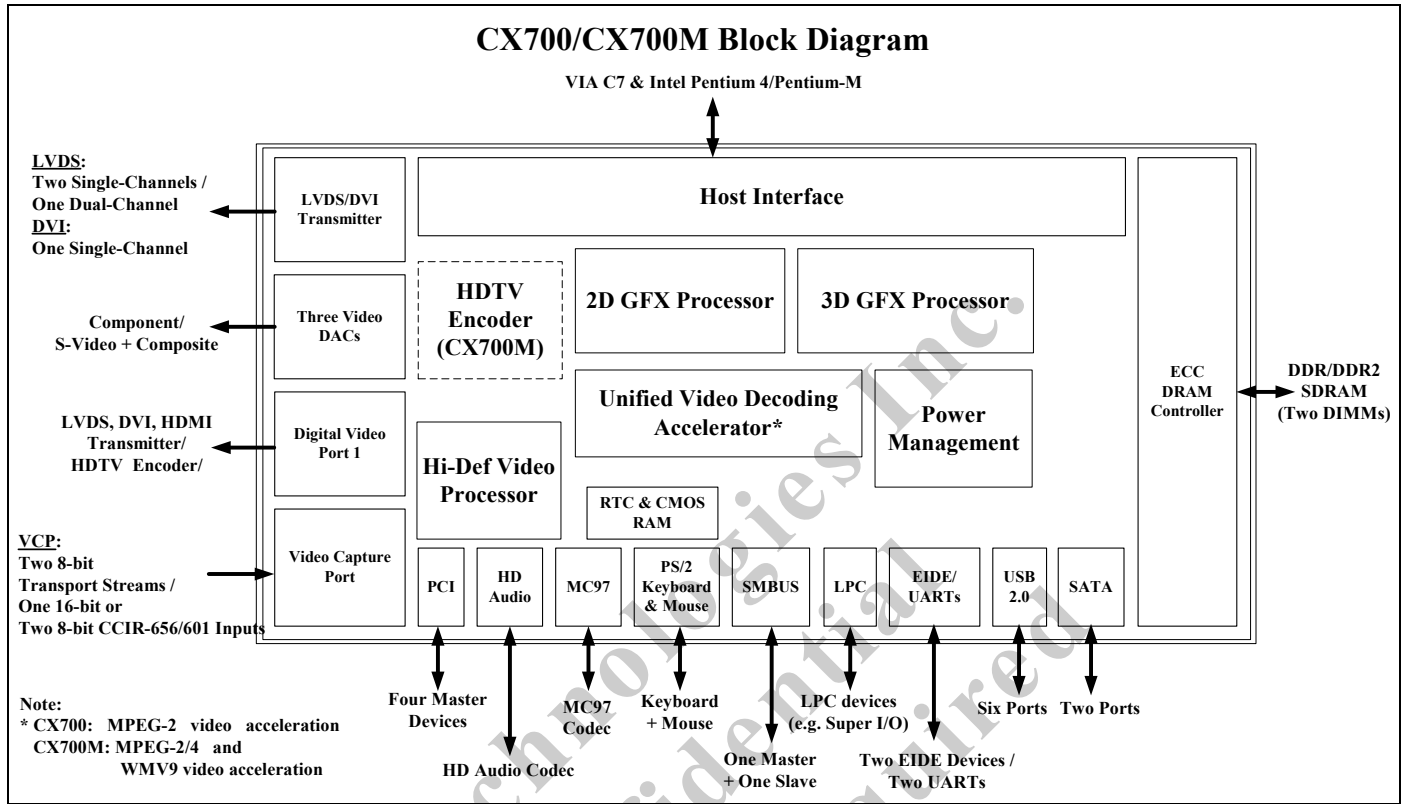 CX700/CX700M Block Diagram
VIA C7 & Intel Pentium 4/Pentium-M
LVDS:
Two Single-Channels /
One Dual-Channel
DVI:
One Single-Channel
LVDS/DVI
Transmitter
Host Interface
HDTV
Encoder
(CX700M)
2D GFX Processor
3D GFX Processor
Component/
S-Video + Composite
Three Video
DACs
ECC
DRAM
Controller
DDR/DDR2
SDRAM
(Two DIMMs)
Unified Video Decoding
Accelerator*
Power
Management
LVDS, DVI, HDMI
Transmitter/
HDTV Encoder/
Digital Video
Port 1
Hi-Def Video
Processor
RTC & CMOS
RAM
VCP:
Two 8-bit
Transport Streams /
One 16-bit or
Two 8-bit CCIR-656/601 Inputs
Video Capture
Port
PCI
HD
Audio
MC97
PS/2
Keyboard
& Mouse
SMBUS
LPC
EIDE/
UARTs
USB
2.0
SATA
Four Master
Devices
HD Audio Codec
MC97
Codec
Keyboard
+ Mouse
One Master
+ One Slave
LPC devices
(e.g. Super I/O)
Two EIDE Devices /
Two UARTs
Six Ports
Two Ports
Note:
* CX700: MPEG-2 video acceleration
CX700M: MPEG-2/4 and
WMV9 video acceleration